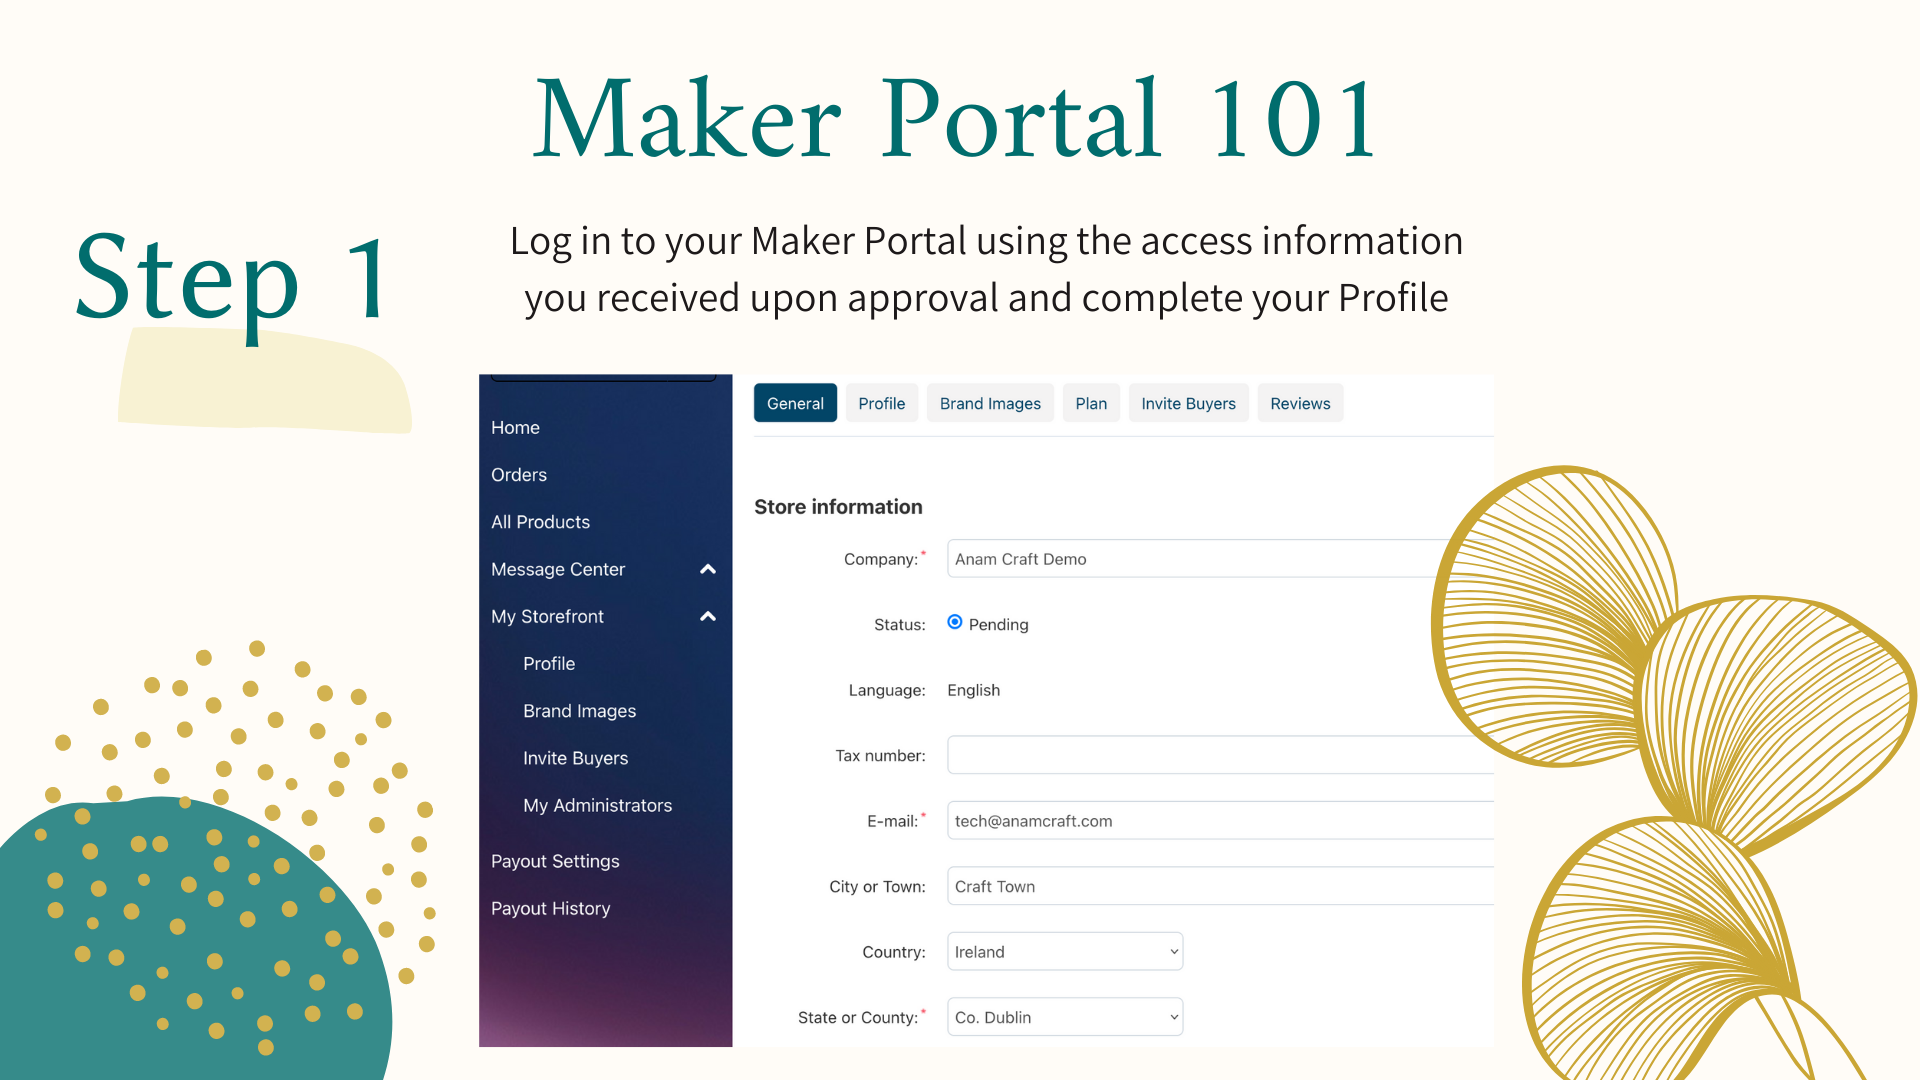 Maker Portal 101
Step 1
Log in to your Maker Portal using the access information
you received upon approval and complete your Profile
Home
Orders
All Products
Message Center
My Storefront
Profile
Brand Images
Invite Buyers
My Administrators
Payout Settings
Payout History
General Profile Brand Images Plan Invite Buyers Reviews
Store information
Company:* Anam Craft Demo
Status: Pending
Language: English
Tax number:
E-mail:* tech@anamcraft.com
City or Town: Craft Town
Country: Ireland
State or County:* Co. Dublin